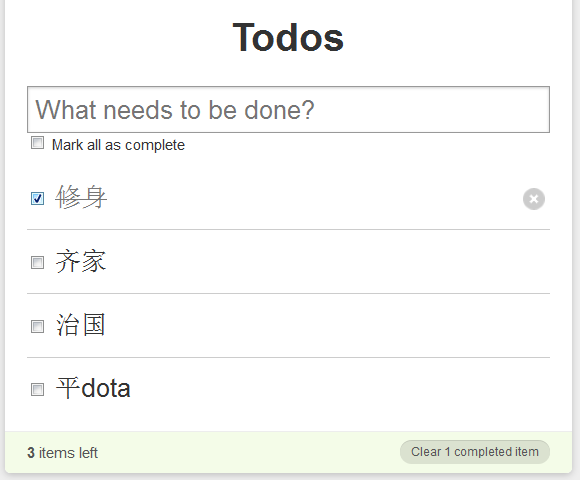 Todos
What needs to be done?
Mark all as complete
修身
齐家
治国
平dota
3 items left
Clear 1 completed item